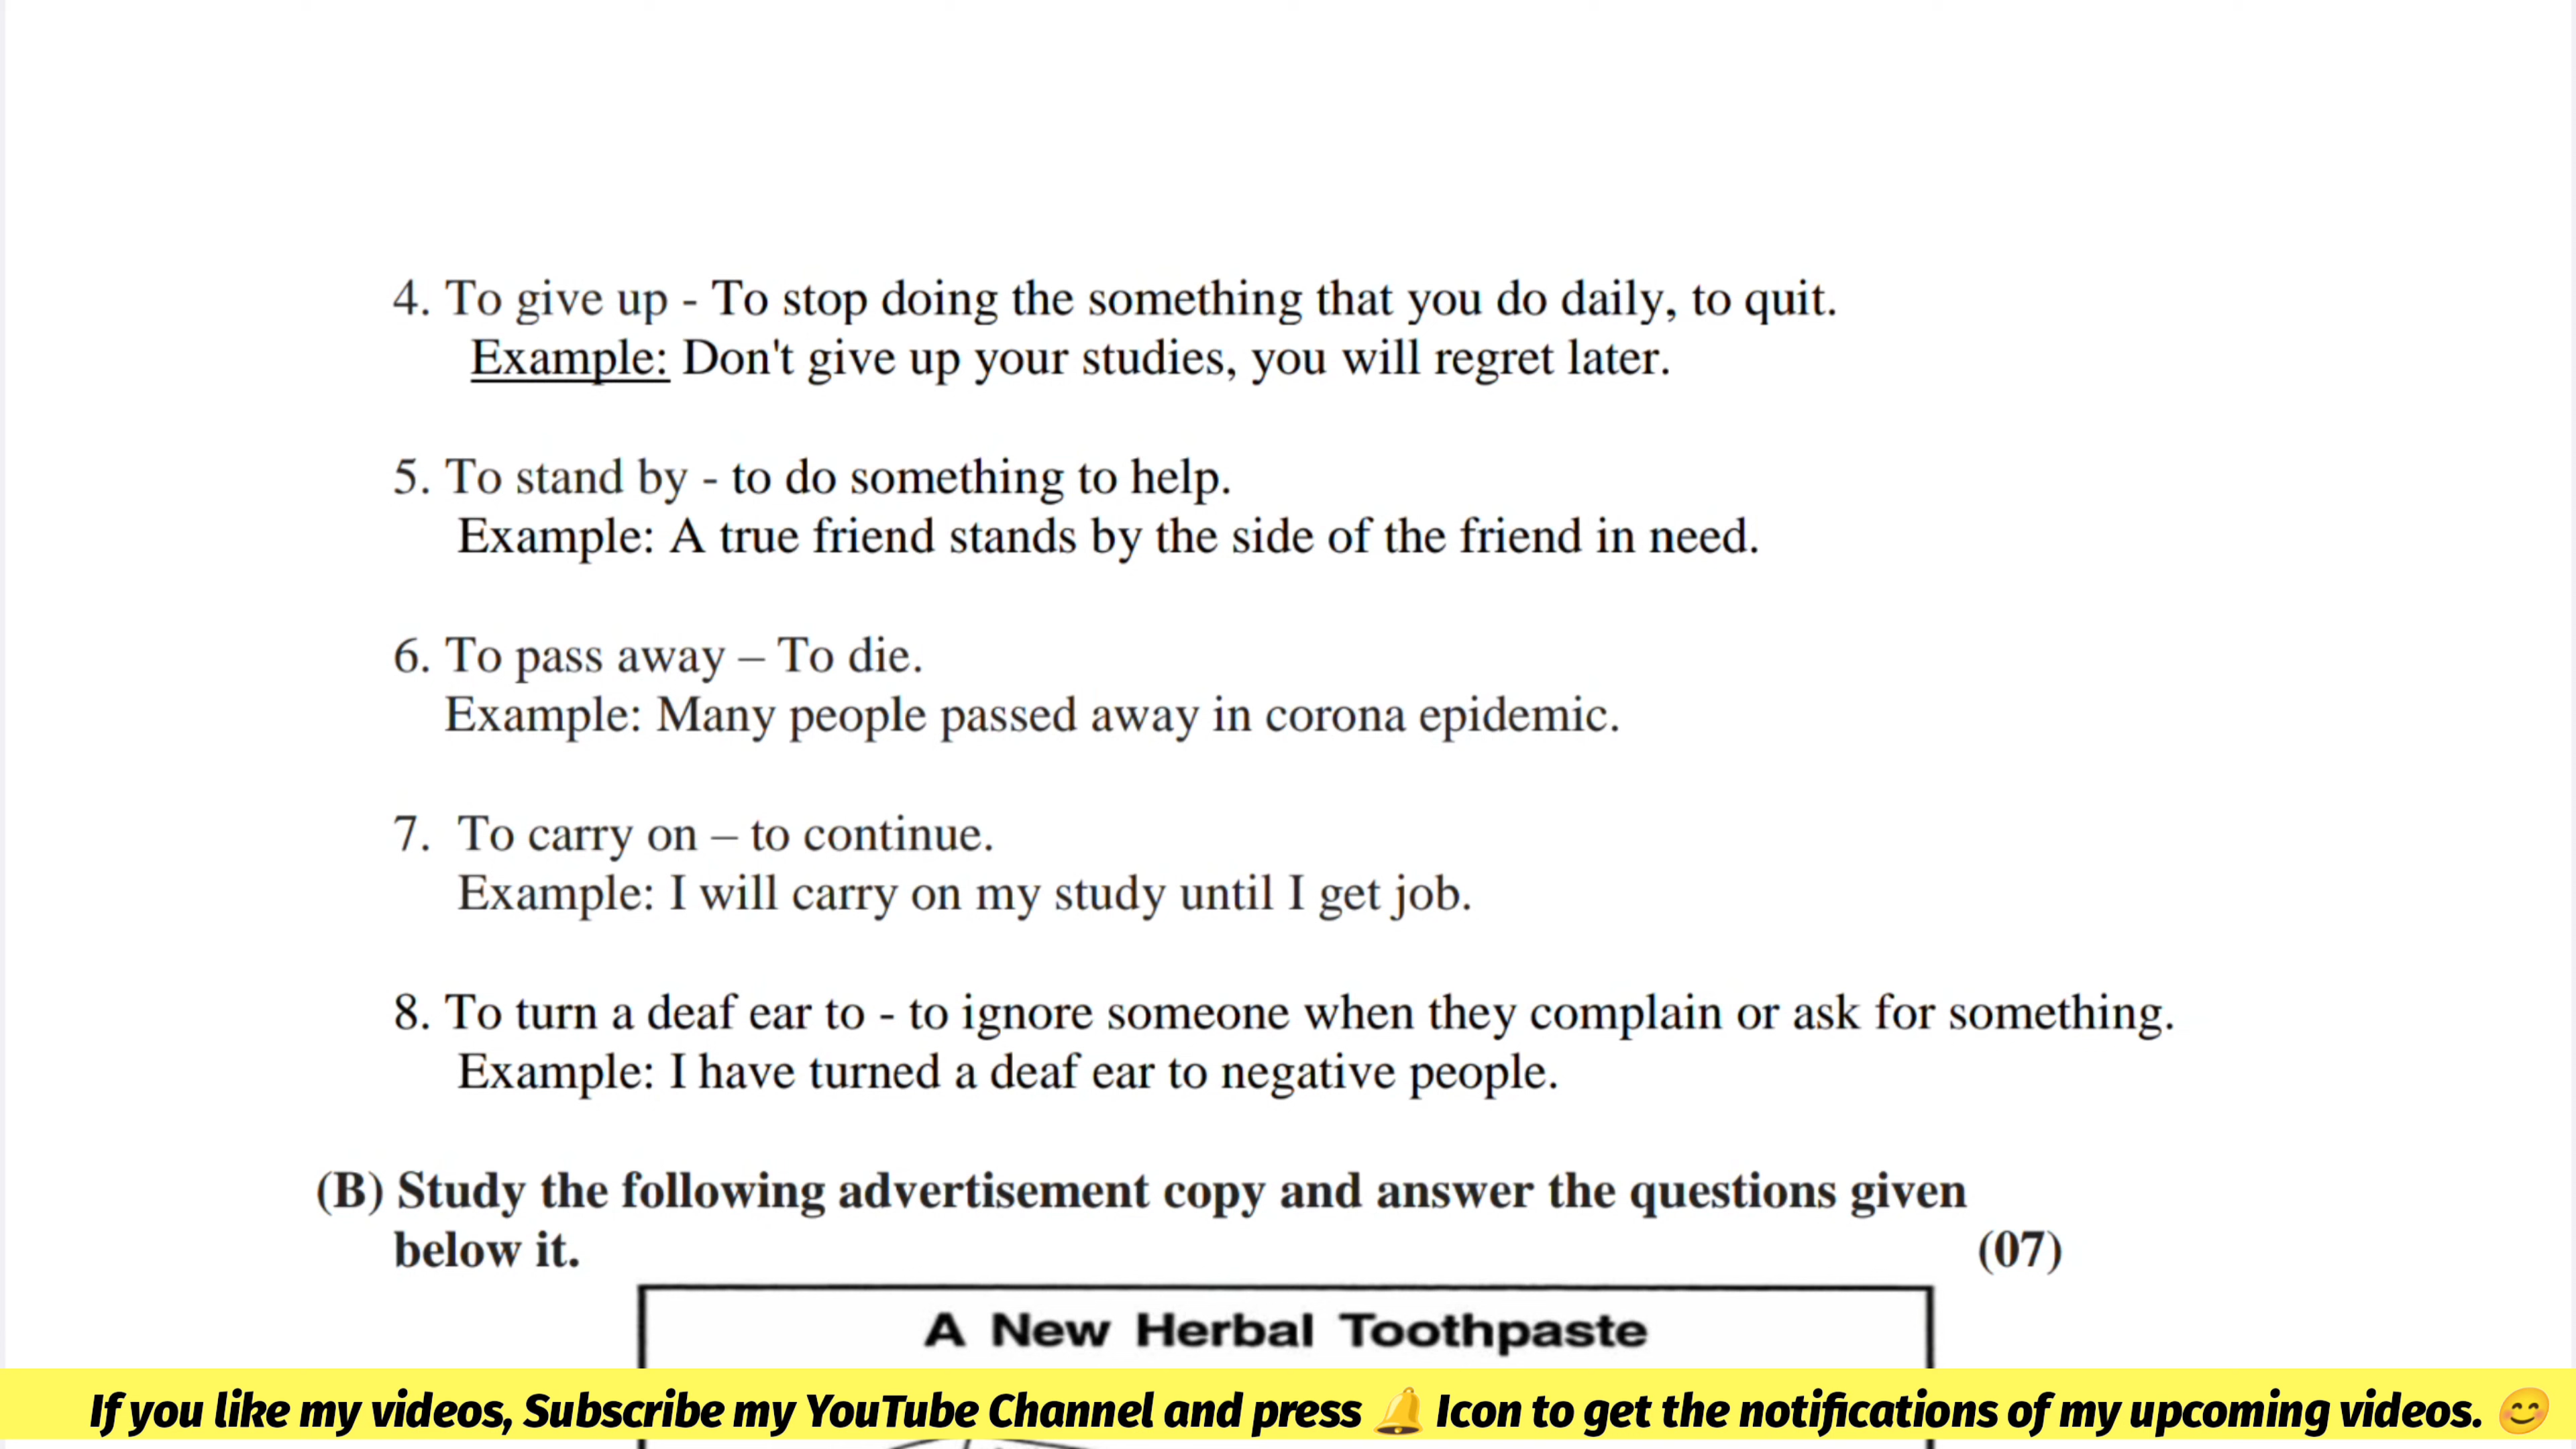 4. To give up - To stop doing the something that you do daily, to quit.
Example: Don't give up your studies, you will regret later.
5. To stand by - to do something to help.
Example: A true friend stands by the side of the friend in need.
6. To pass away – To die.
Example: Many people passed away in corona epidemic.
7. To carry on – to continue.
Example: I will carry on my study until I get job.
8. To turn a deaf ear to - to ignore someone when they complain or ask for something.
Example: I have turned a deaf ear to negative people.
(B) Study the following advertisement copy and answer the questions given
below it. (07)
A New Herbal Toothpaste
If you like my videos, Subscribe my YouTube Channel and press 🔔 Icon to get the notifications of my upcoming videos. 😊